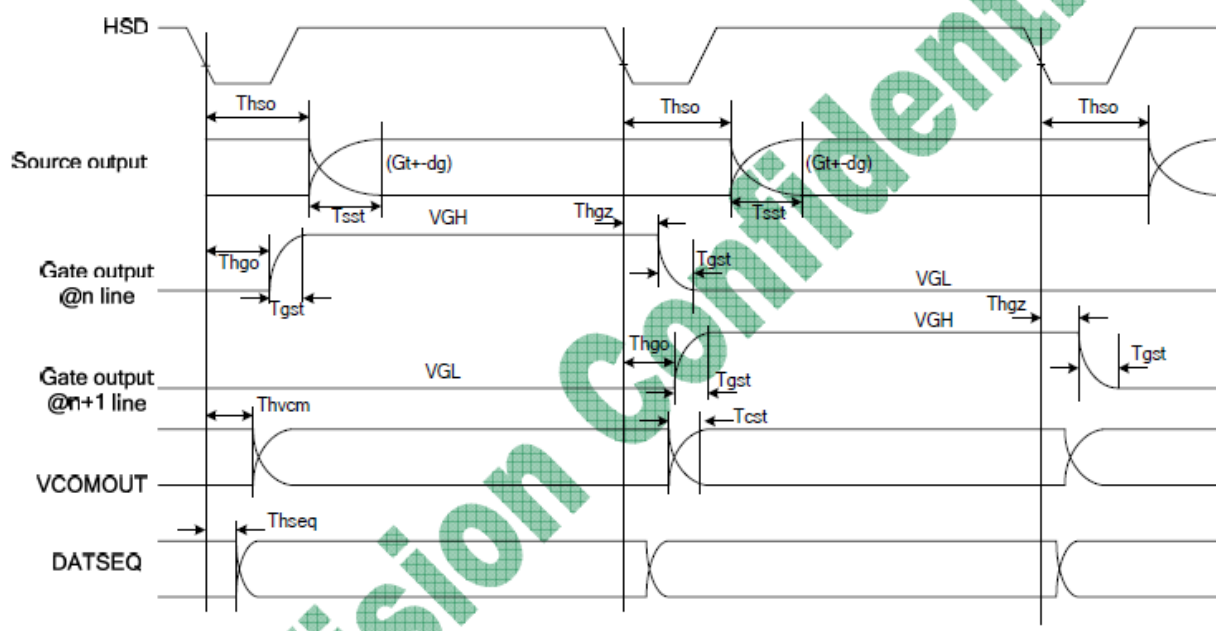 HSD
Thso
Thso
Thso
Source output
(Gt+-dg)
(Gt+-dg)
Tsst
Tsst
VGH
Thgz
Thgo
Tgst
Gate output
@n line
Tgst
VGL
Thgz
VGH
Thgo
Tgst
Gate output
@n+1 line
VGL
Tgst
Thvcm
Tcst
VCOMOUT
Thseq
DATSEQ
Confidenti